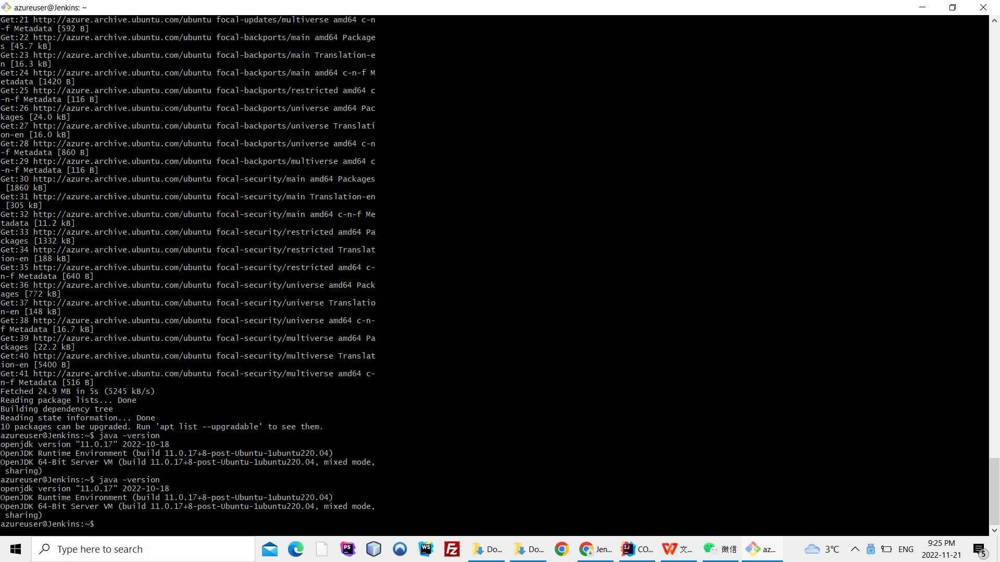 azureuser@Jenkins: ~
Get:21 http://azure.archive.ubuntu.com/ubuntu focal-updates/multiverse amd64 c-n
-f Metadata [592 B]
Get:22 http://azure.archive.ubuntu.com/ubuntu focal-backports/main amd64 Package
s [45.7 kB]
Get:23 http://azure.archive.ubuntu.com/ubuntu focal-backports/main Translation-e
n [16.3 kB]
Get:24 http://azure.archive.ubuntu.com/ubuntu focal-backports/main amd64 c-n-f M
etadata [1420 B]
Get:25 http://azure.archive.ubuntu.com/ubuntu focal-backports/restricted amd64 c
-n-f Metadata [116 B]
Get:26 http://azure.archive.ubuntu.com/ubuntu focal-backports/universe amd64 Pac
kages [24.0 kB]
Get:27 http://azure.archive.ubuntu.com/ubuntu focal-backports/universe Translati
on-en [16.0 kB]
Get:28 http://azure.archive.ubuntu.com/ubuntu focal-backports/universe amd64 c-n
-f Metadata [860 B]
Get:29 http://azure.archive.ubuntu.com/ubuntu focal-backports/multiverse amd64 c
-n-f Metadata [116 B]
Get:30 http://azure.archive.ubuntu.com/ubuntu focal-security/main amd64 Packages
 [1860 kB]
Get:31 http://azure.archive.ubuntu.com/ubuntu focal-security/main Translation-en
 [305 kB]
Get:32 http://azure.archive.ubuntu.com/ubuntu focal-security/main amd64 c-n-f Me
tadata [11.2 kB]
Get:33 http://azure.archive.ubuntu.com/ubuntu focal-security/restricted amd64 Pa
ckages [1332 kB]
Get:34 http://azure.archive.ubuntu.com/ubuntu focal-security/restricted Translat
ion-en [188 kB]
Get:35 http://azure.archive.ubuntu.com/ubuntu focal-security/restricted amd64 c-
n-f Metadata [640 B]
Get:36 http://azure.archive.ubuntu.com/ubuntu focal-security/universe amd64 Pack
ages [772 kB]
Get:37 http://azure.archive.ubuntu.com/ubuntu focal-security/universe Translatio
n-en [148 kB]
Get:38 http://azure.archive.ubuntu.com/ubuntu focal-security/universe amd64 c-n-
f Metadata [16.7 kB]
Get:39 http://azure.archive.ubuntu.com/ubuntu focal-security/multiverse amd64 Pa
ckages [22.2 kB]
Get:40 http://azure.archive.ubuntu.com/ubuntu focal-security/multiverse Translat
ion-en [5400 B]
Get:41 http://azure.archive.ubuntu.com/ubuntu focal-security/multiverse amd64 c-
n-f Metadata [516 B]
Fetched 24.9 MB in 5s (5245 kB/s)
Reading package lists... Done
Building dependency tree
Reading state information... Done
10 packages can be upgraded. Run 'apt list --upgradable' to see them.
azureuser@Jenkins:~$ java -version
openjdk version "11.0.17" 2022-10-18
OpenJDK Runtime Environment (build 11.0.17+8-post-Ubuntu-1ubuntu220.04)
OpenJDK 64-Bit Server VM (build 11.0.17+8-post-Ubuntu-1ubuntu220.04, mixed mode,
 sharing)
azureuser@Jenkins:~$ java -version
openjdk version "11.0.17" 2022-10-18
OpenJDK Runtime Environment (build 11.0.17+8-post-Ubuntu-1ubuntu220.04)
OpenJDK 64-Bit Server VM (build 11.0.17+8-post-Ubuntu-1ubuntu220.04, mixed mode,
 sharing)
azureuser@Jenkins:~$
Type here to search
PS
WS
FZ
Do...
Do...
Jen...
IJ
CO...
文...
微信
az...
3°C
ENG
9:25 PM
2022-11-21
5